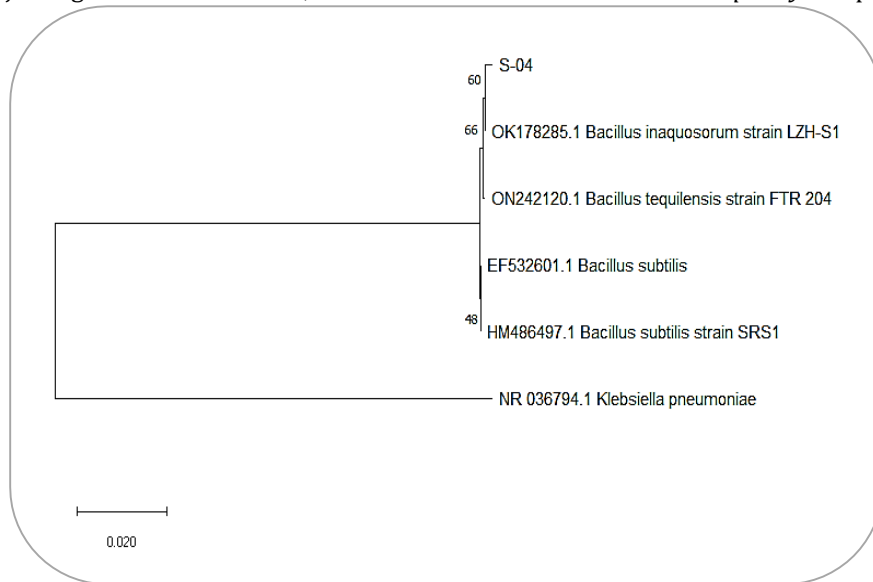 S-04
60
66
OK178285.1 Bacillus inaquosorum strain LZH-S1
ON242120.1 Bacillus tequilensis strain FTR 204
EF532601.1 Bacillus subtilis
48
HM486497.1 Bacillus subtilis strain SRS1
NR 036794.1 Klebsiella pneumoniae
0.020